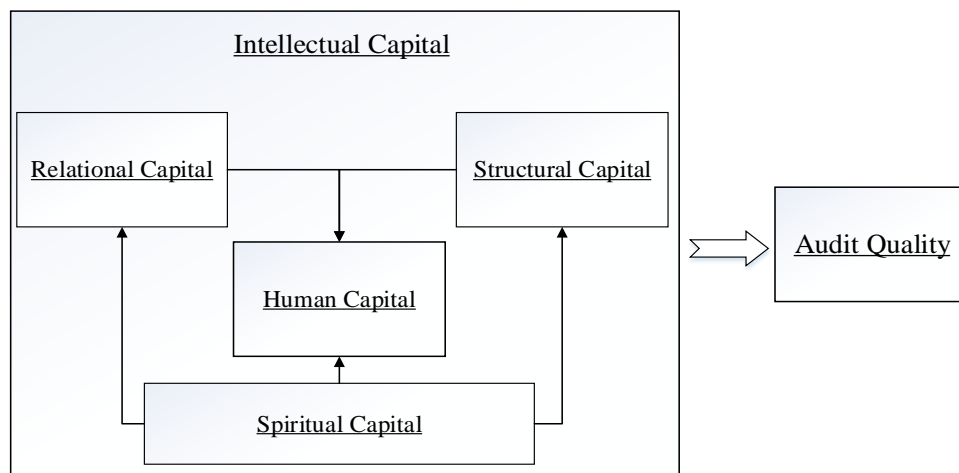 Intellectual Capital
Relational Capital
Structural Capital
Human Capital
Spiritual Capital
Audit Quality